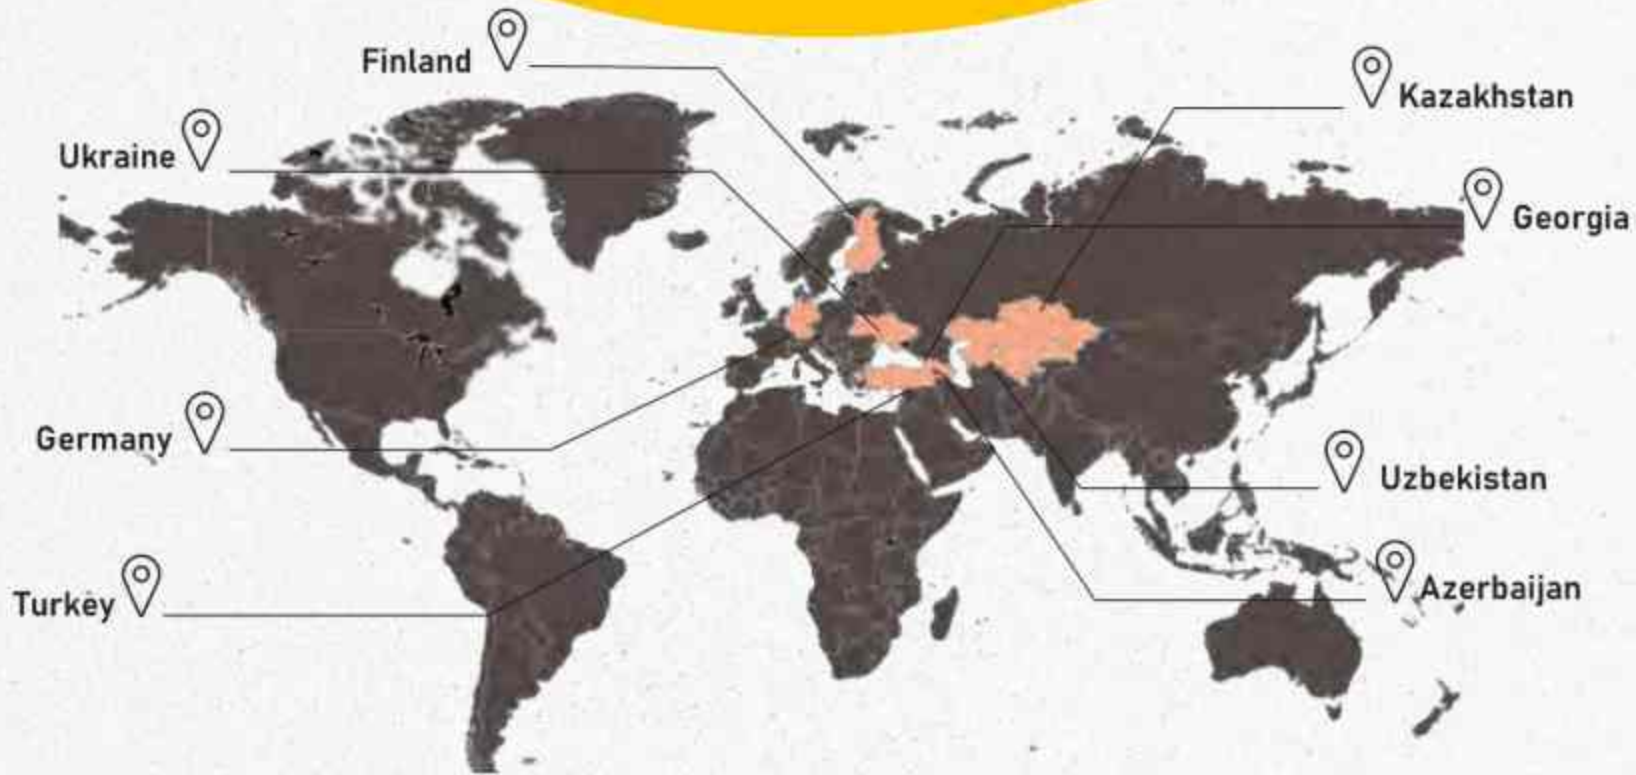 Finland
Kazakhstan
Ukraine
Georgia
Germany
Uzbekistan
Turkey
Azerbaijan